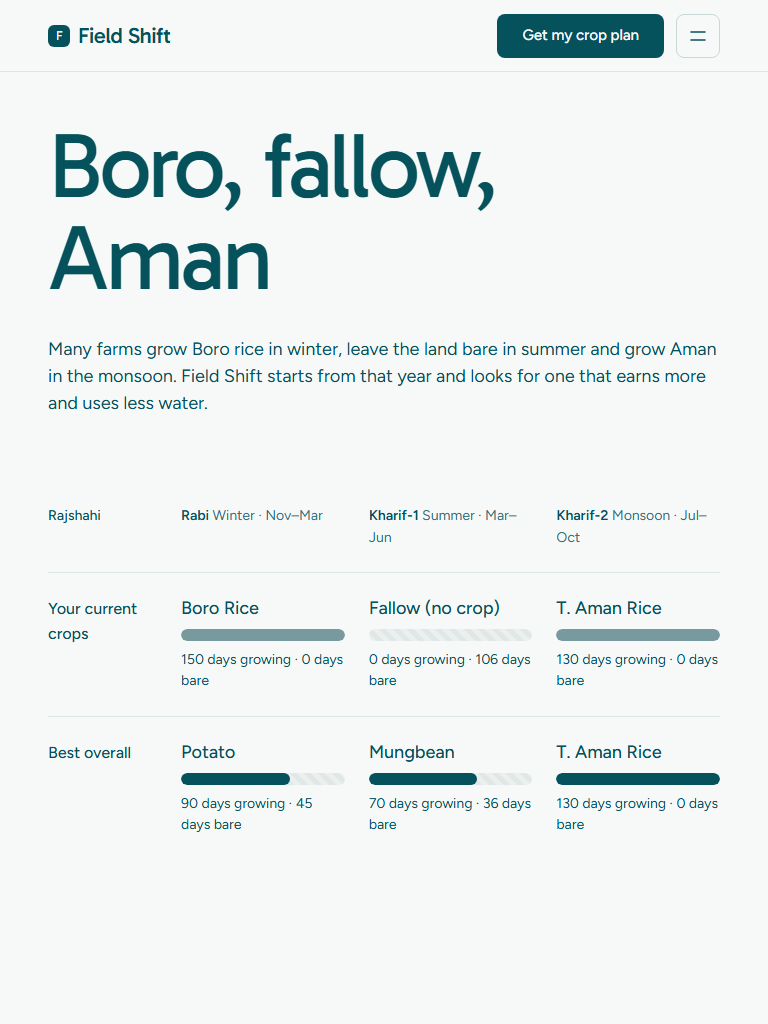 F Field Shift
Get my crop plan
Boro, fallow,
Aman
Many farms grow Boro rice in winter, leave the land bare in summer and grow Aman
in the monsoon. Field Shift starts from that year and looks for one that earns more
and uses less water.
Rajshahi
Rabi Winter · Nov–Mar
Kharif-1 Summer · Mar–
Jun
Kharif-2 Monsoon · Jul–
Oct
Your current
crops
Boro Rice
150 days growing · 0 days
bare
Fallow (no crop)
0 days growing · 106 days
bare
T. Aman Rice
130 days growing · 0 days
bare
Best overall
Potato
90 days growing · 45
days bare
Mungbean
70 days growing · 36 days
bare
T. Aman Rice
130 days growing · 0 days
bare